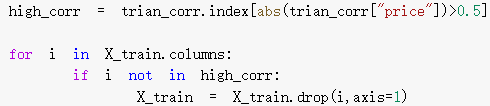 high_corr = trian_corr.index[abs(trian_corr["price"])>0.5]
for i in X_train.columns:
if i not in high_corr:
X_train = X_train.drop(i,axis=1)